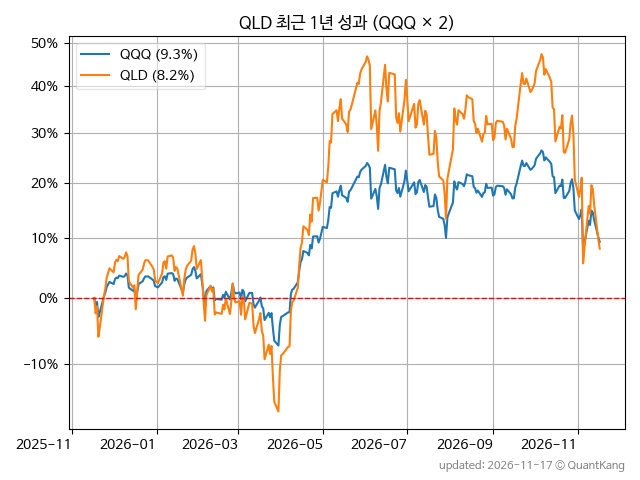 QLD 최근 1년 성과 (QQQ × 2)
QQQ (9.3%)
QLD (8.2%)
50%
40%
30%
20%
10%
0%
−10%
2025−11 2026−01 2026−03 2026−05 2026−07 2026−09 2026−11
updated: 2026−11−17 © QuantKang